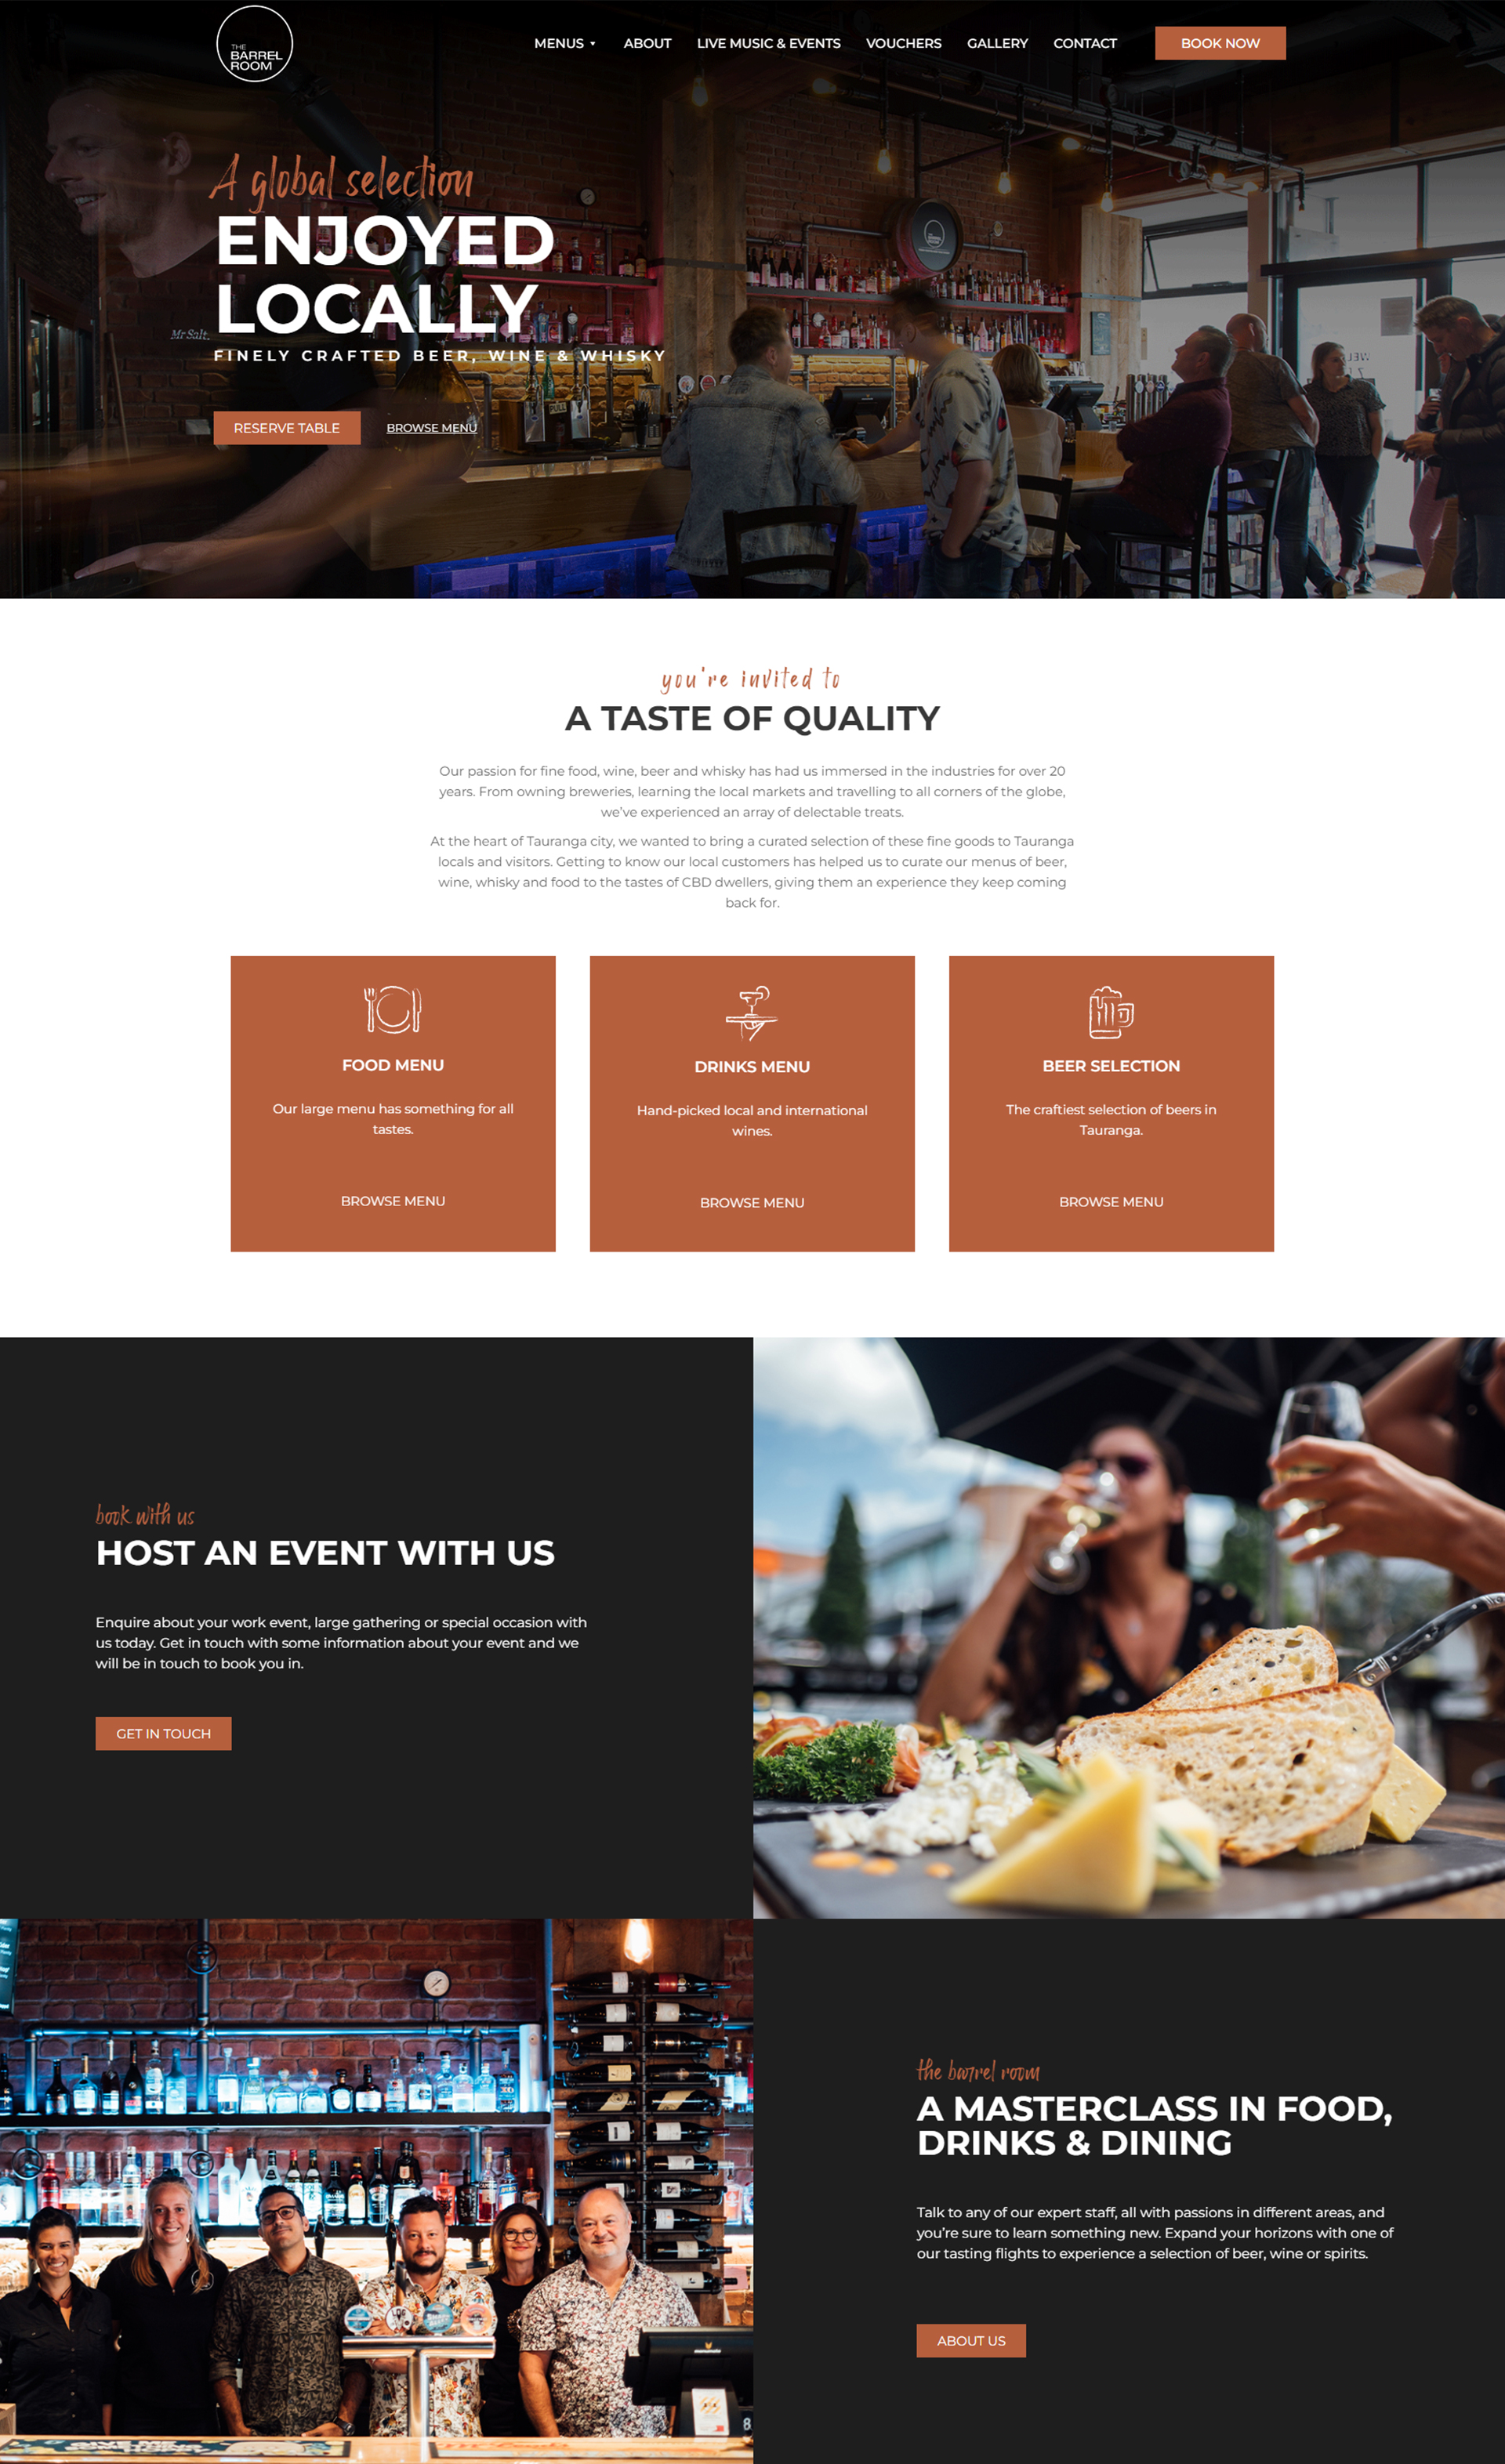 THE
BARREL
ROOM
MENUS ▾ ABOUT LIVE MUSIC & EVENTS VOUCHERS GALLERY CONTACT BOOK NOW
A global selection
ENJOYED
LOCALLY
Mr Salt.
FINELY CRAFTED BEER, WINE & WHISKY
RESERVE TABLE BROWSE MENU
PULL
you're invited to
A TASTE OF QUALITY
Our passion for fine food, wine, beer and whisky has had us immersed in the industries for over 20
years. From owning breweries, learning the local markets and travelling to all corners of the globe,
we've experienced an array of delectable treats.
At the heart of Tauranga city, we wanted to bring a curated selection of these fine goods to Tauranga
locals and visitors. Getting to know our local customers has helped us to curate our menus of beer,
wine, whisky and food to the tastes of CBD dwellers, giving them an experience they keep coming
back for.
FOOD MENU
Our large menu has something for all
tastes.
BROWSE MENU
DRINKS MENU
Hand-picked local and international
wines.
BROWSE MENU
BEER SELECTION
The craftiest selection of beers in
Tauranga.
BROWSE MENU
book with us
HOST AN EVENT WITH US
Enquire about your work event, large gathering or special occasion with
us today. Get in touch with some information about your event and we
will be in touch to book you in.
GET IN TOUCH
the barrel room
A MASTERCLASS IN FOOD,
DRINKS & DINING
Talk to any of our expert staff, all with passions in different areas, and
you're sure to learn something new. Expand your horizons with one of
our tasting flights to experience a selection of beer, wine or spirits.
ABOUT US
GIVE ME